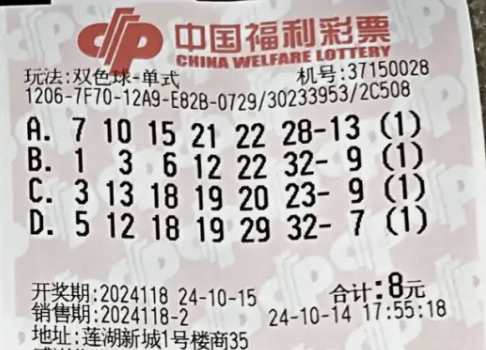 中国福利彩票
CHINA WELFARE LOTTERY
玩法:双色球-单式 机号:37150028
1206-7F70-12A9-E82B-0729/30233953/2C508
A. 7 10 15 21 22 28-13 (1)
B. 1 3 6 12 22 32- 9 (1)
C. 3 13 18 19 20 23- 9 (1)
D. 5 12 18 19 29 32- 7 (1)
开奖期:2024118 24-10-15 合计:8元
销售期:2024118-2 24-10-14 17:55:18
地址:莲湖新城1号楼商35